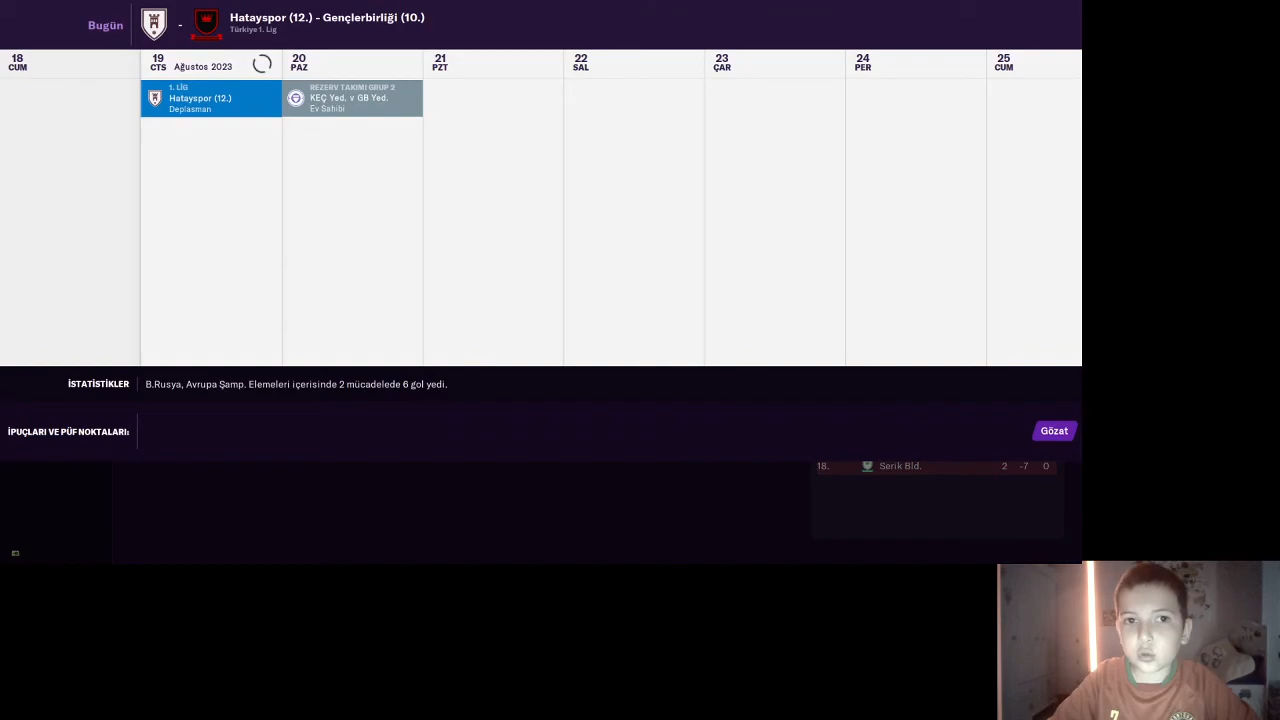 Bugün
Hatayspor (12.) - Gençlerbirliği (10.)
Türkiye 1. Lig
18 CUM
19 CTS Ağustos 2023
20 PAZ
21 PZT
22 SAL
23 ÇAR
24 PER
25 CUM
1. LİG
Hatayspor (12.)
Deplasman
REZERV TAKIMI GRUP 2
KEÇ Yed. v GB Yed.
Ev Sahibi
İSTATİSTİKLER B.Rusya, Avrupa Şamp. Elemeleri içerisinde 2 mücadelede 6 gol yedi.
İPUÇLARI VE PÜF NOKTALARI: Gözat
18. Serik Bld. 2 -7 0
7